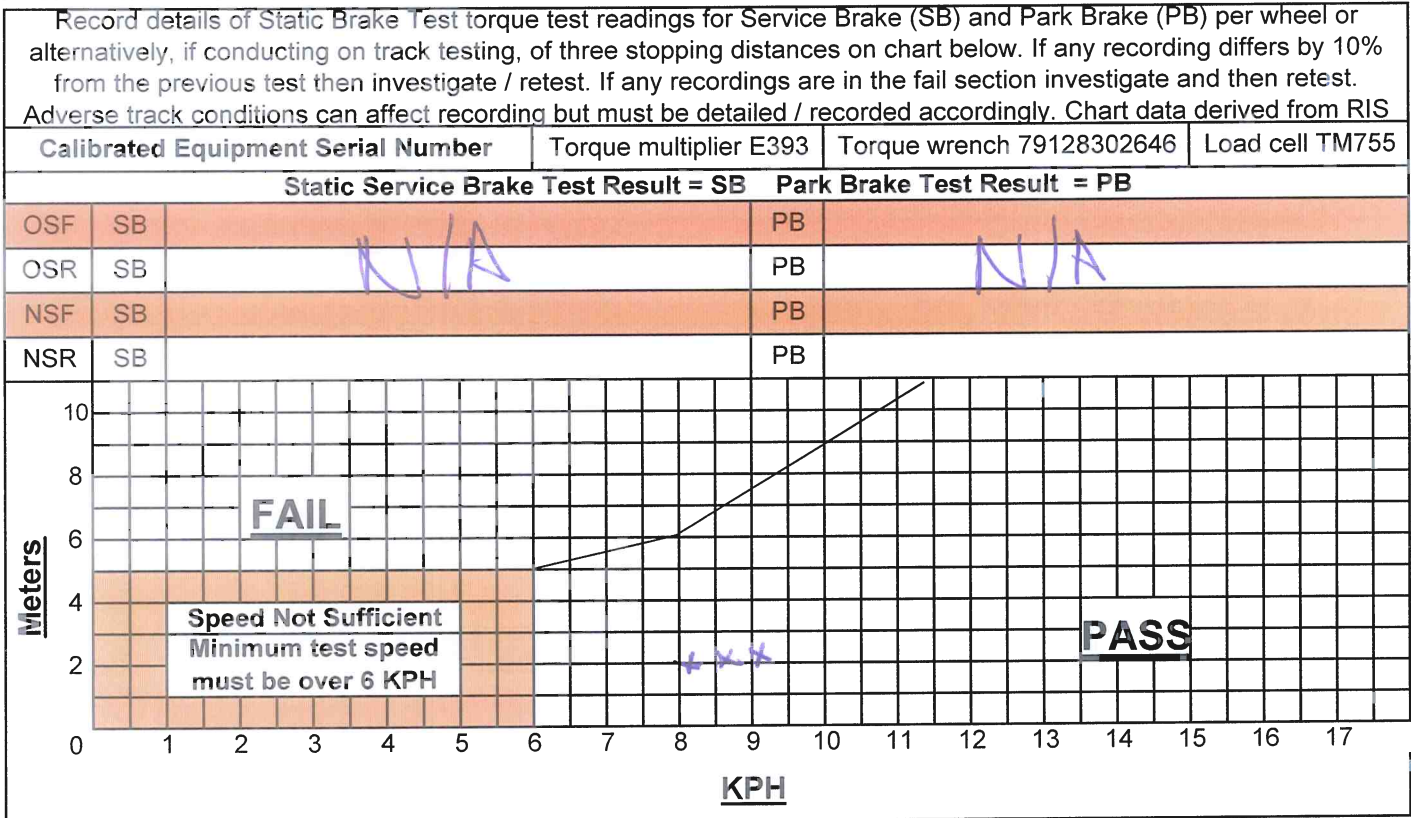 Record details of Static Brake Test torque test readings for Service Brake (SB) and Park Brake (PB) per wheel or
alternatively, if conducting on track testing, of three stopping distances on chart below. If any recording differs by 10%
from the previous test then investigate / retest. If any recordings are in the fail section investigate and then retest.
Adverse track conditions can affect recording but must be detailed / recorded accordingly. Chart data derived from RIS
Calibrated Equipment Serial Number Torque multiplier E393 Torque wrench 79128302646 Load cell TM755
Static Service Brake Test Result = SB Park Brake Test Result = PB
OSF SB PB
N/A N/A
OSR SB PB
NSF SB PB
NSR SB PB
10
8
FAIL
6
Meters
4
Speed Not Sufficient
Minimum test speed
must be over 6 KPH
PASS
2
0 1 2 3 4 5 6 7 8 9 10 11 12 13 14 15 16 17
KPH